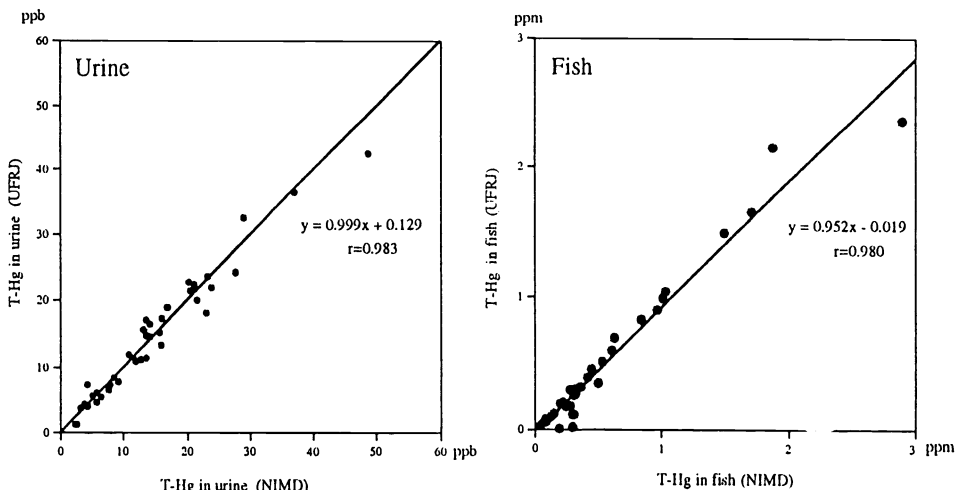 ppb
60
50
40
30
20
10
0
Urine
T-Hg in urine (UFRJ)
y = 0.999x + 0.129
r=0.983
0 10 20 30 40 50 60 ppb
T-Hg in urine (NIMD)
ppm
3
2
1
0
Fish
T-Hg in fish (UFRJ)
y = 0.952x - 0.019
r=0.980
0 1 2 3
ppm
T-Hg in fish (NIMD)